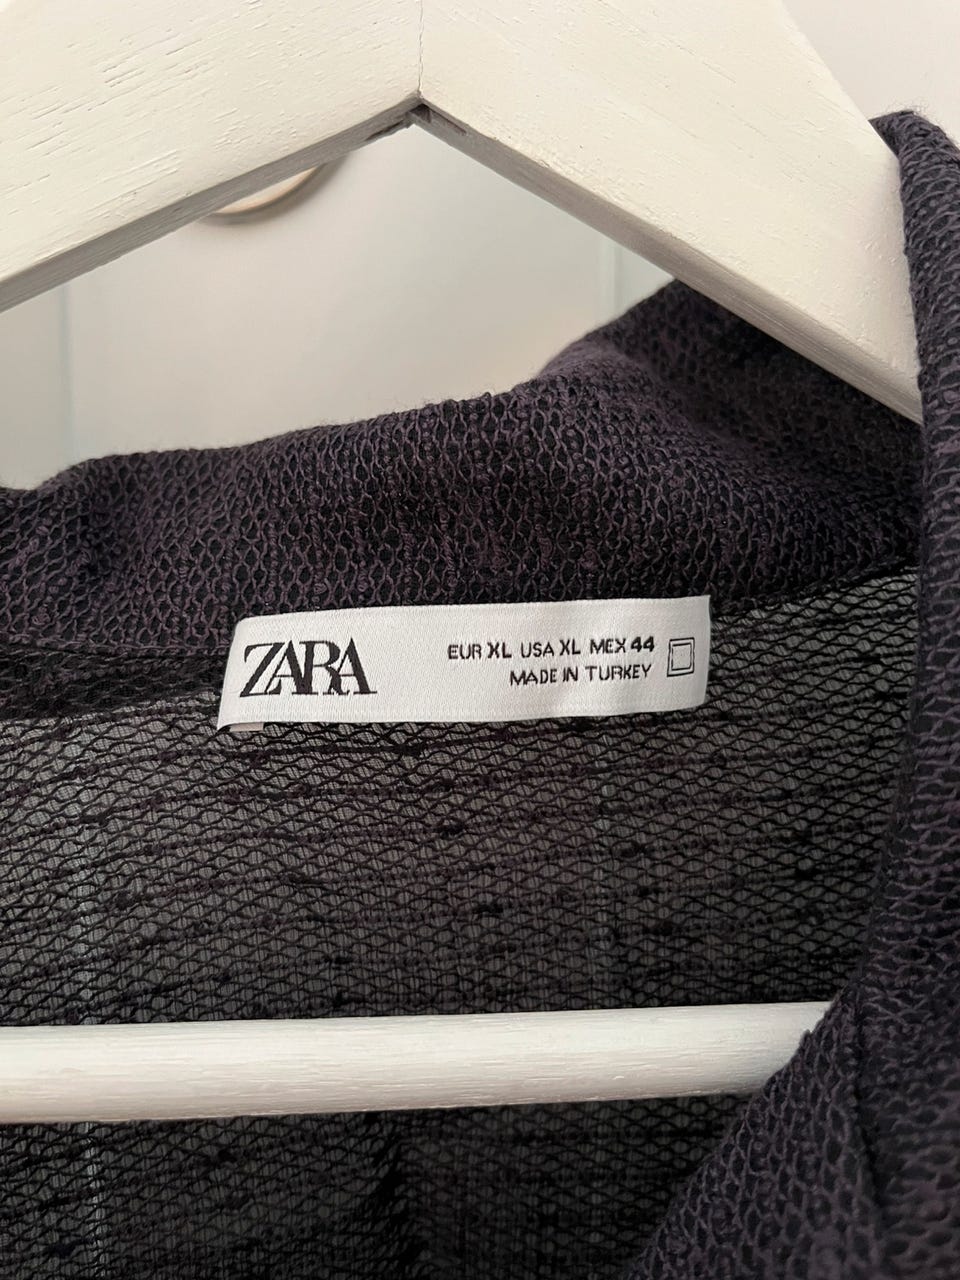 ZARA
EUR XL USA XL MEX 44
MADE IN TURKEY